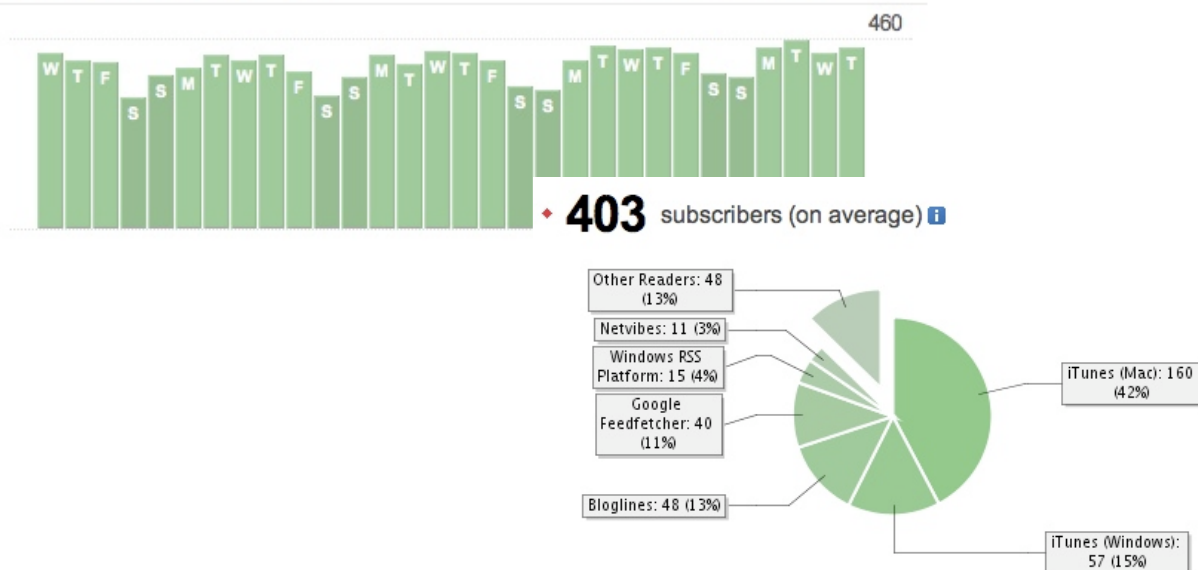 460
W T F S S M T W T F S S M T W T F S S M T W T F S S M T W T
403 subscribers (on average) i
Other Readers: 48
(13%)
Netvibes: 11 (3%)
Windows RSS
Platform: 15 (4%)
Google
Feedfetcher: 40
(11%)
Bloglines: 48 (13%)
iTunes (Mac): 160
(42%)
iTunes (Windows):
57 (15%)